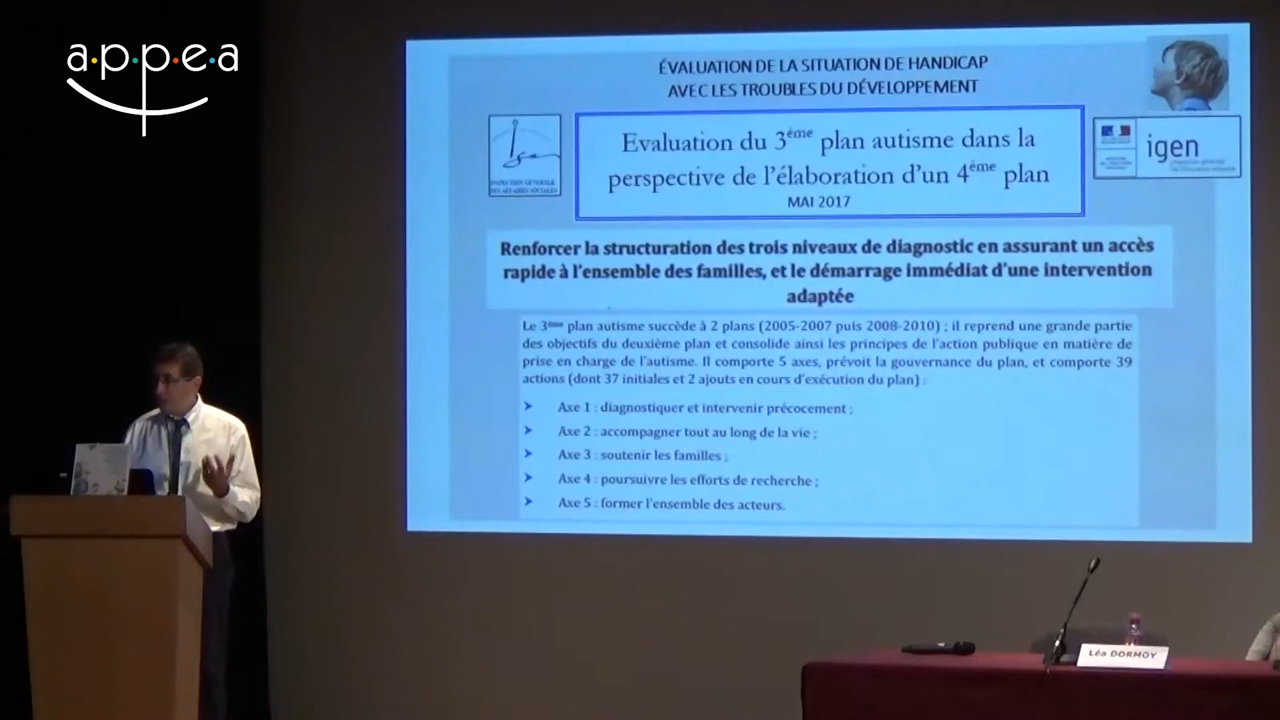 a.p.p.e.a
ÉVALUATION DE LA SITUATION DE HANDICAP
AVEC LES TROUBLES DU DÉVELOPPEMENT
Evaluation du 3ème plan autisme dans la
perspective de l'élaboration d'un 4ème plan
MAI 2017
INSPECTION GENERALE
DES AFFAIRES SOCIALES
igen
Renforcer la structuration des trois niveaux de diagnostic en assurant un accès
rapide à l'ensemble des familles, et le démarrage immédiat d'une intervention
adaptée
Le 3ème plan autisme succède à 2 plans (2005-2007 puis 2008-2010) ; il reprend une grande partie
des objectifs du deuxième plan et consolide ainsi les principes de l'action publique en matière de
prise en charge de l'autisme. Il comporte 5 axes, prévoit la gouvernance du plan, et comporte 39
actions (dont 37 initiales et 2 ajouts en cours d'exécution du plan) :
➤ Axe 1 : diagnostiquer et intervenir précocement ;
➤ Axe 2 : accompagner tout au long de la vie ;
➤ Axe 3 : soutenir les familles ;
➤ Axe 4 : poursuivre les efforts de recherche ;
➤ Axe 5 : former l'ensemble des acteurs.
Léa DORMOY